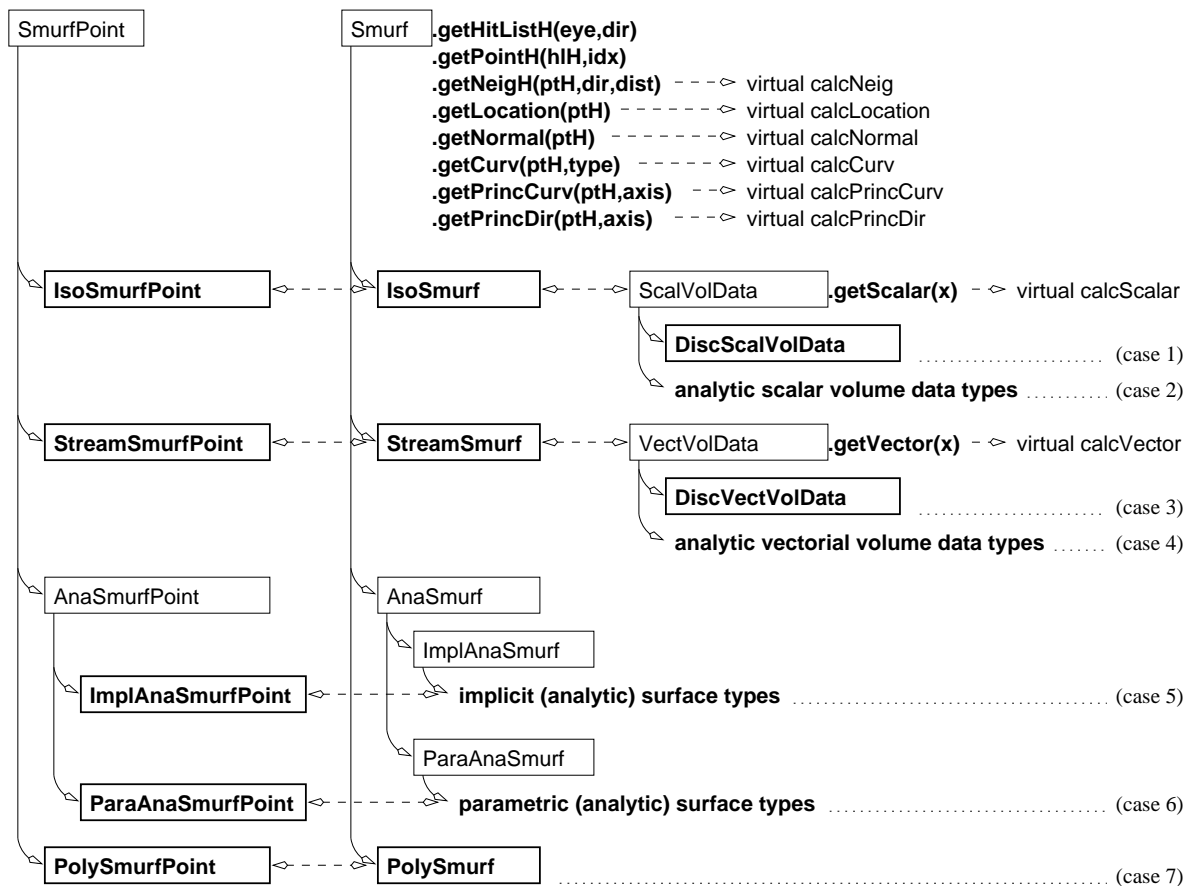 SmurfPoint
Smurf .getHitListH(eye,dir)
.getPointH(hlH,idx)
.getNeigH(ptH,dir,dist) virtual calcNeig
.getLocation(ptH) virtual calcLocation
.getNormal(ptH) virtual calcNormal
.getCurv(ptH,type) virtual calcCurv
.getPrincCurv(ptH,axis) virtual calcPrincCurv
.getPrincDir(ptH,axis) virtual calcPrincDir
IsoSmurfPoint IsoSmurf ScalVolData .getScalar(x) virtual calcScalar
DiscScalVolData (case 1)
analytic scalar volume data types (case 2)
StreamSmurfPoint StreamSmurf VectVolData .getVector(x) virtual calcVector
DiscVectVolData (case 3)
analytic vectorial volume data types (case 4)
AnaSmurfPoint AnaSmurf
ImplAnaSmurf
ImplAnaSmurfPoint implicit (analytic) surface types (case 5)
ParaAnaSmurf
ParaAnaSmurfPoint parametric (analytic) surface types (case 6)
PolySmurfPoint PolySmurf (case 7)